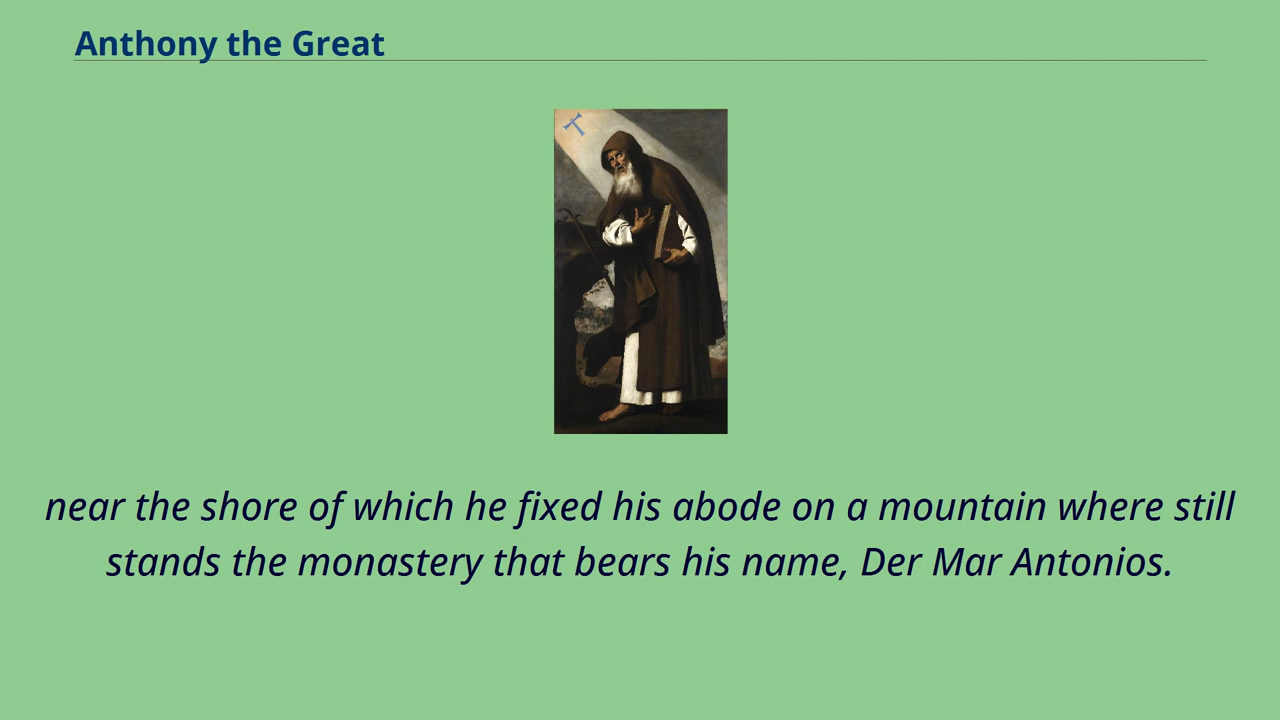 Anthony the Great
near the shore of which he fixed his abode on a mountain where still
stands the monastery that bears his name, Der Mar Antonios.